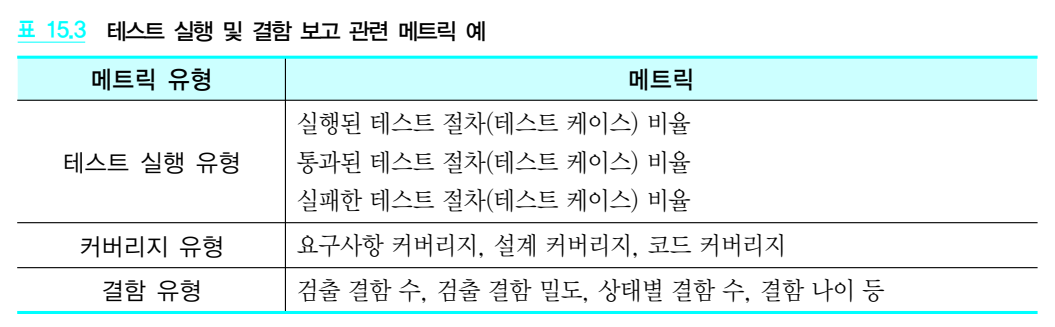 표 15.3 테스트 실행 및 결함 보고 관련 메트릭 예
메트릭 유형 메트릭
테스트 실행 유형
실행된 테스트 절차(테스트 케이스) 비율
통과된 테스트 절차(테스트 케이스) 비율
실패한 테스트 절차(테스트 케이스) 비율
커버리지 유형 요구사항 커버리지, 설계 커버리지, 코드 커버리지
결함 유형 검출 결함 수, 검출 결함 밀도, 상태별 결함 수, 결함 나이 등